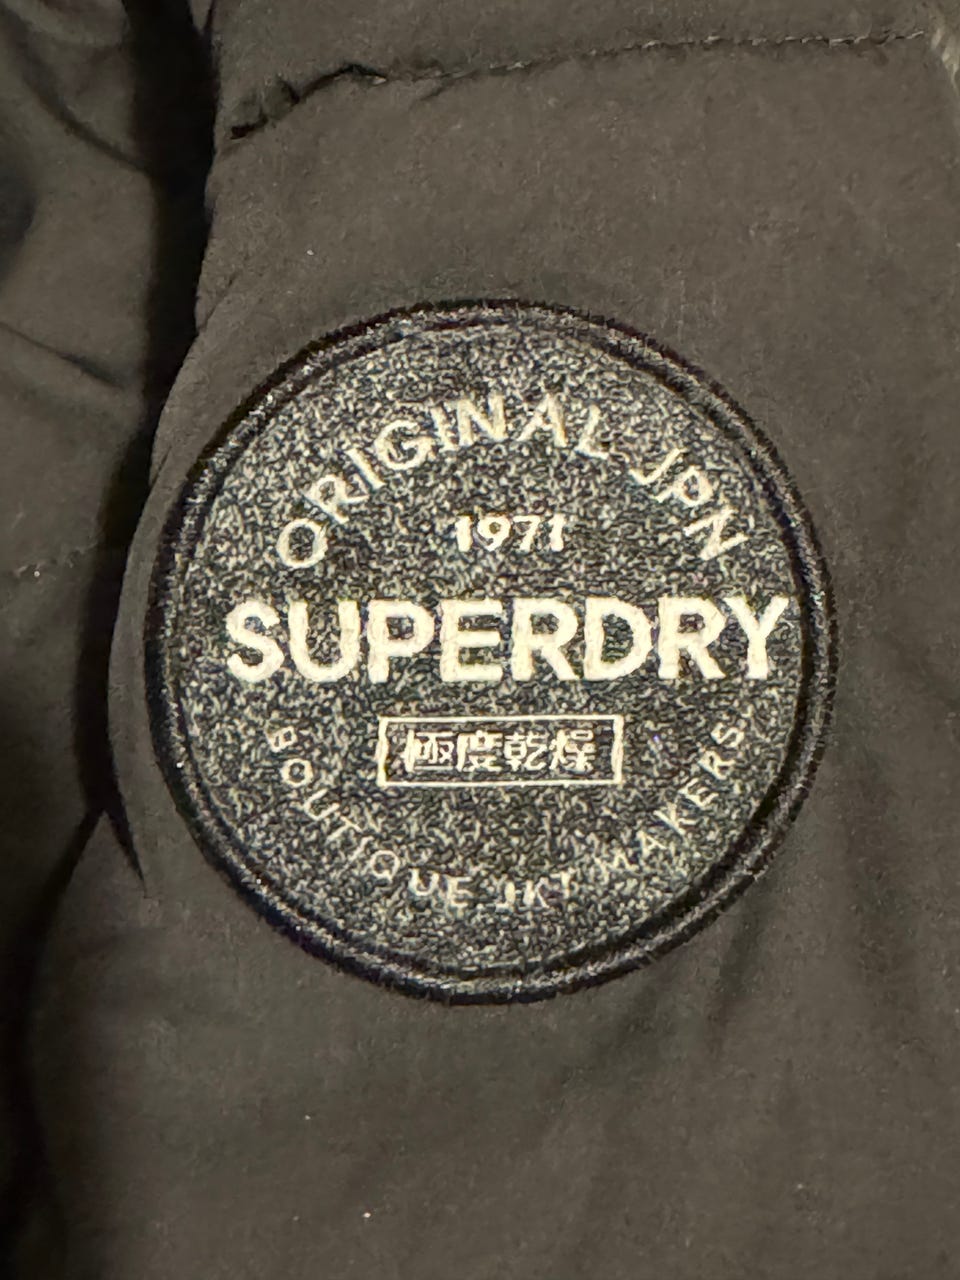 ORIGINAL JPN
1971
SUPERDRY
極度乾燥
BOUTIQUE JKT MAKERS